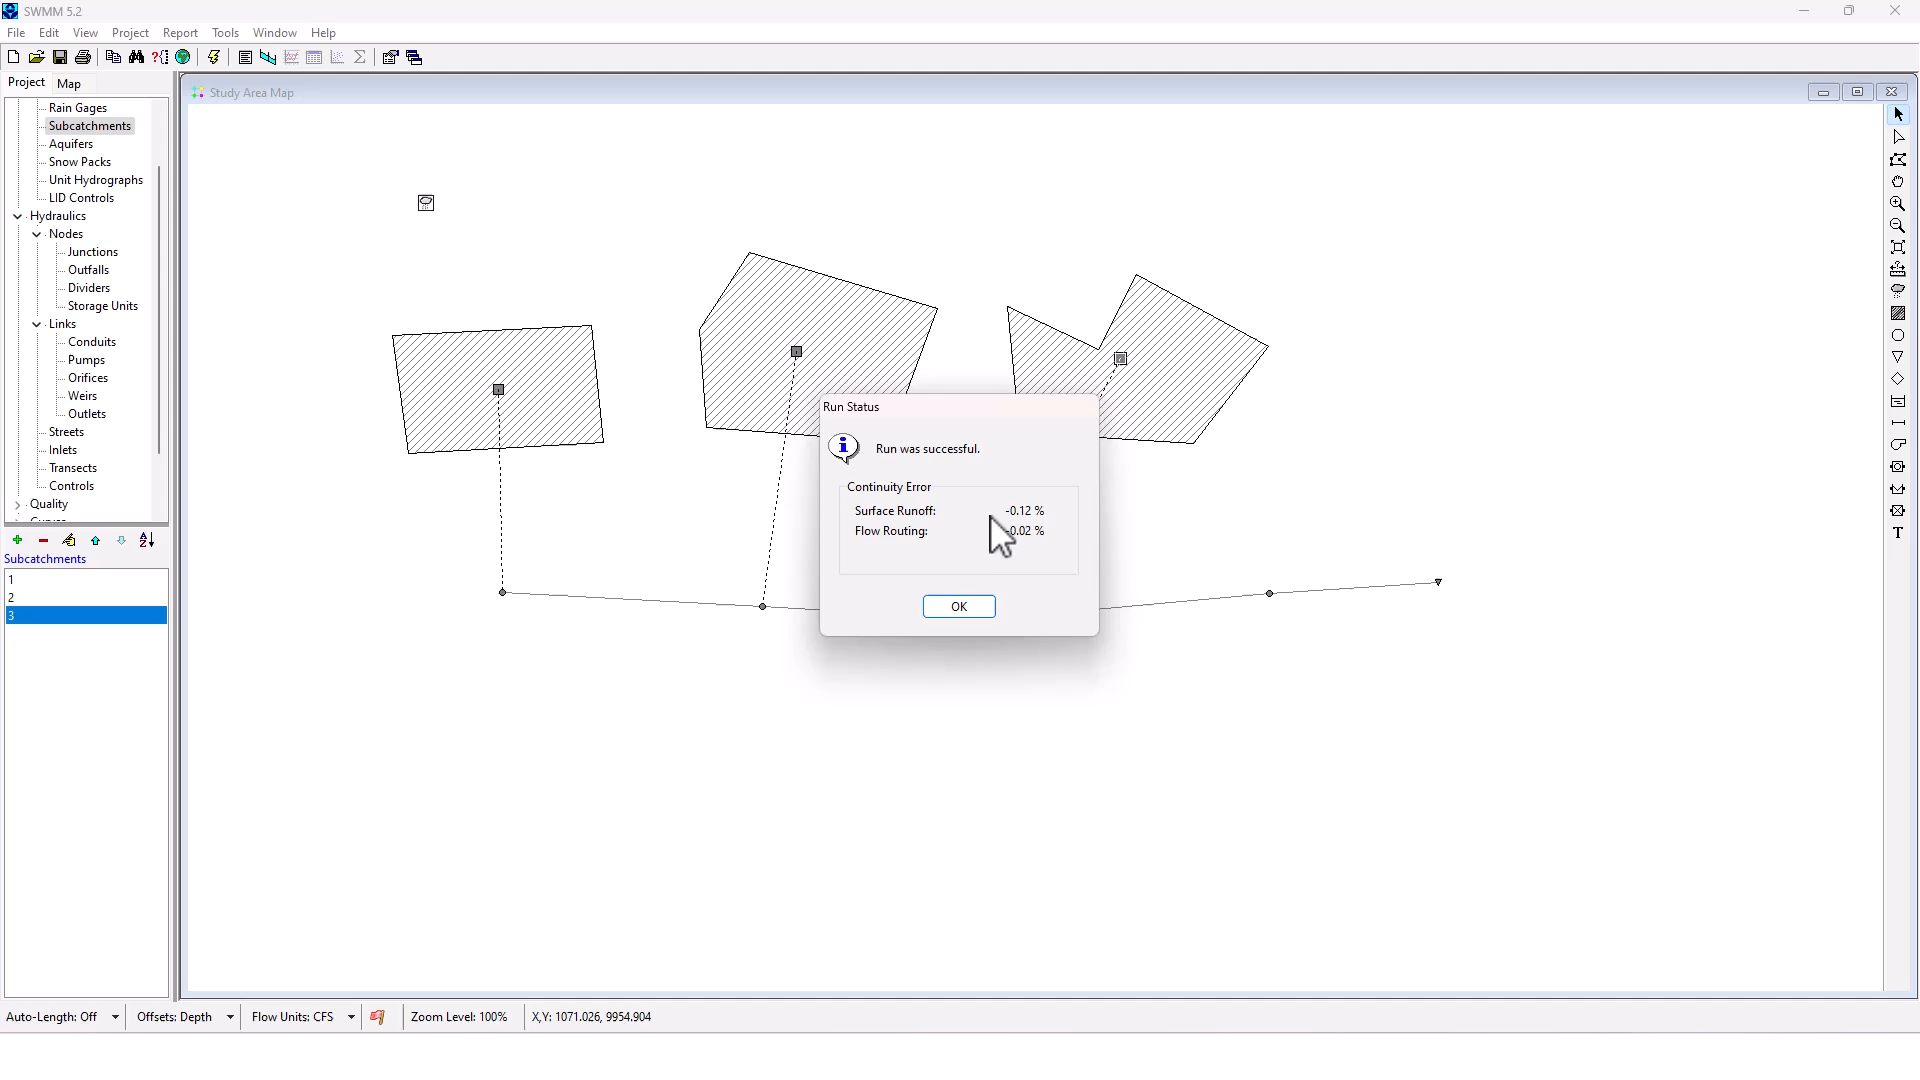 SWMM 5.2
File Edit View Project Report Tools Window Help
Project Map
Study Area Map
Rain Gages
Subcatchments
Aquifers
Snow Packs
Unit Hydrographs
LID Controls
Hydraulics
Nodes
Junctions
Outfalls
Dividers
Storage Units
Links
Conduits
Pumps
Orifices
Weirs
Outlets
Streets
Inlets
Transects
Controls
Quality
Subcatchments
1
2
3
Run Status
Run was successful.
Continuity Error
Surface Runoff: -0.12 %
Flow Routing: -0.02 %
OK
T
Auto-Length: Off Offsets: Depth Flow Units: CFS Zoom Level: 100% X,Y: 1071.026, 9954.904